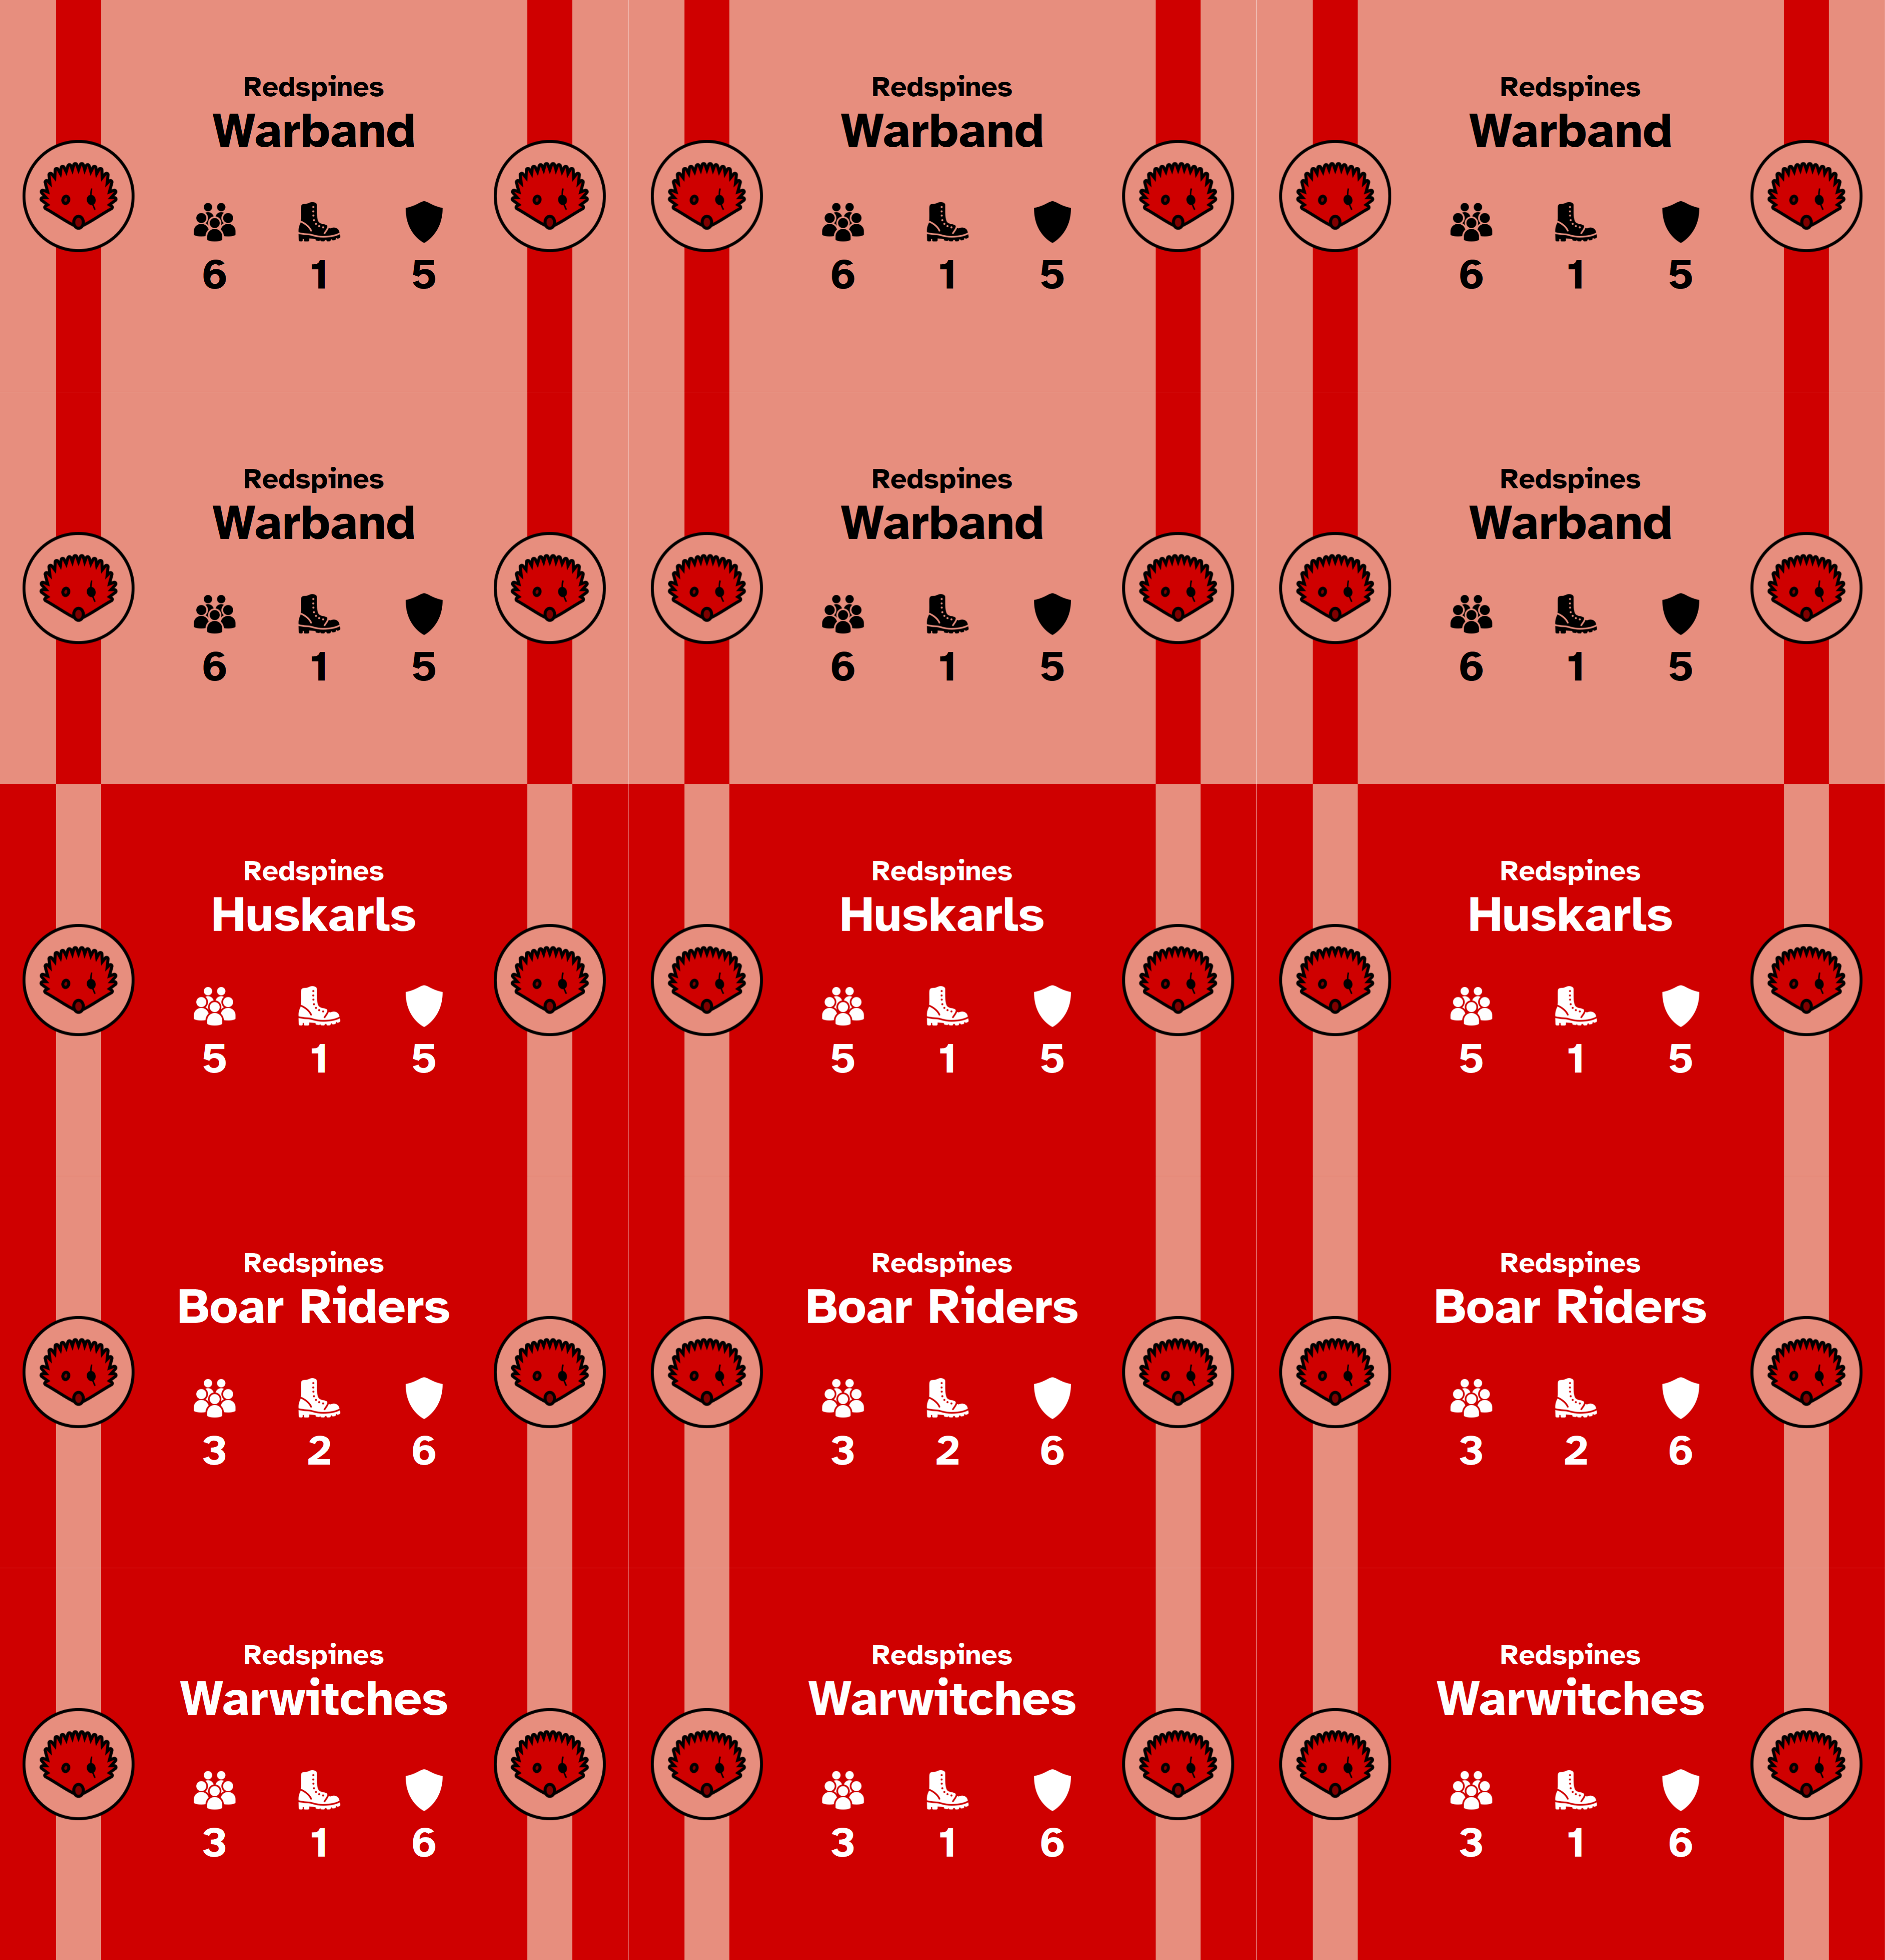 Redspines
Warband
6 1 5
Redspines
Warband
6 1 5
Redspines
Warband
6 1 5
Redspines
Warband
6 1 5
Redspines
Warband
6 1 5
Redspines
Warband
6 1 5
Redspines
Huskarls
5 1 5
Redspines
Huskarls
5 1 5
Redspines
Huskarls
5 1 5
Redspines
Boar Riders
3 2 6
Redspines
Boar Riders
3 2 6
Redspines
Boar Riders
3 2 6
Redspines
Warwitches
3 1 6
Redspines
Warwitches
3 1 6
Redspines
Warwitches
3 1 6